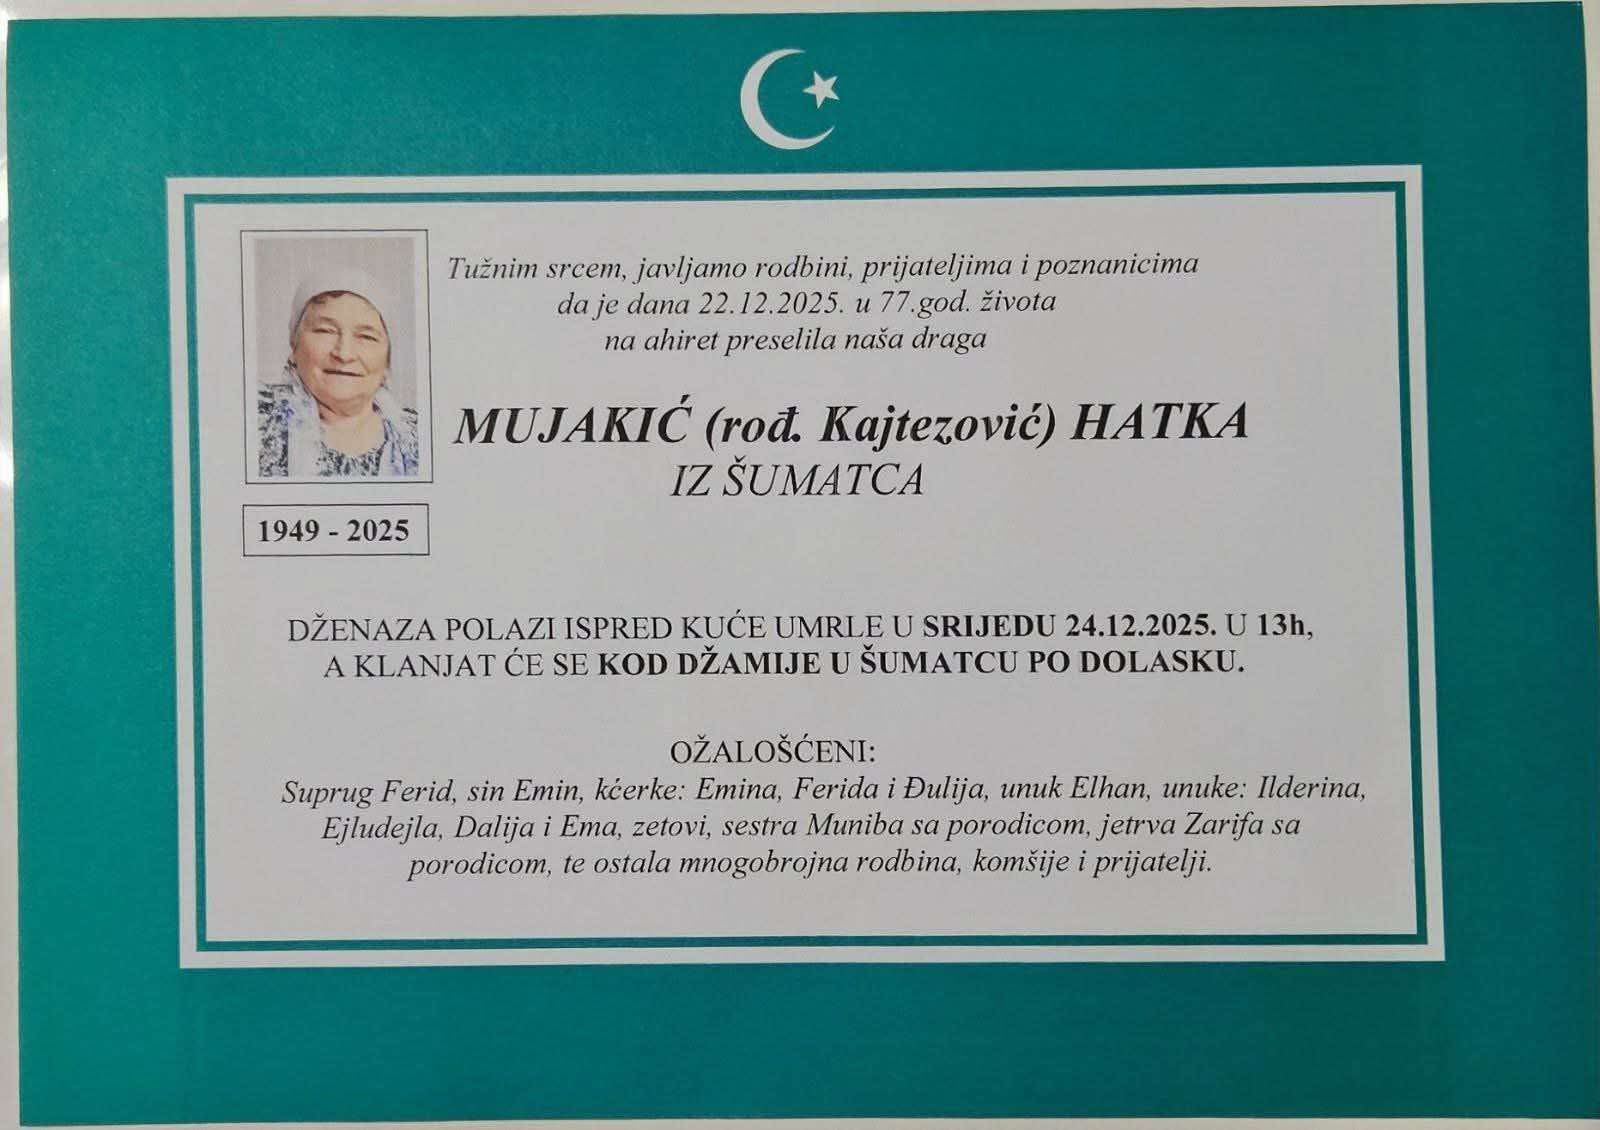 Tužnim srcem, javljamo rodbini, prijateljima i poznanicima
da je dana 22.12.2025. u 77.god. života
na ahiret preselila naša draga
MUJAKIĆ (rođ. Kajtezović) HATKA
IZ ŠUMATCA
1949 - 2025
DŽENAZA POLAZI ISPRED KUĆE UMRLE U SRIJEDU 24.12.2025. U 13h,
A KLANJAT ĆE SE KOD DŽAMIJE U ŠUMATCU PO DOLASKU.
OŽALOŠĆENI:
Suprug Ferid, sin Emin, kćerke: Emina, Ferida i Đulija, unuk Elhan, unuke: Ilderina,
Ejludejla, Dalija i Ema, zetovi, sestra Muniba sa porodicom, jetrva Zarifa sa
porodicom, te ostala mnogobrojna rodbina, komšije i prijatelji.